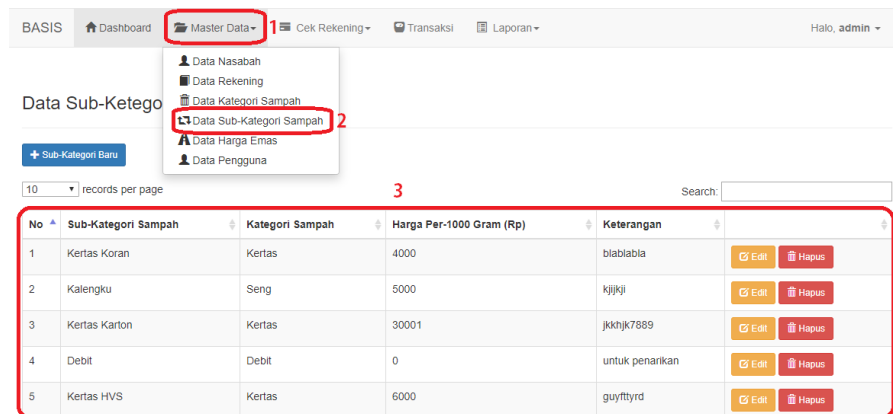 BASIS Dashboard Master Data 1 Cek Rekening Transaksi Laporan Halo, admin
Data Nasabah
Data Rekening
Data Kategori Sampah
Data Sub-Kategori Sampah 2
Data Harga Emas
Data Pengguna
Data Sub-Ketego
Sub-Kategori Baru
10 records per page 3 Search:
No Sub-Kategori Sampah Kategori Sampah Harga Per-1000 Gram (Rp) Keterangan
1 Kertas Koran Kertas 4000 blablabla Edit Hapus
2 Kalengku Seng 5000 kjijkji Edit Hapus
3 Kertas Karton Kertas 30001 jkkhjk7889 Edit Hapus
4 Debit Debit 0 untuk penarikan Edit Hapus
5 Kertas HVS Kertas 6000 guyfttyrd Edit Hapus